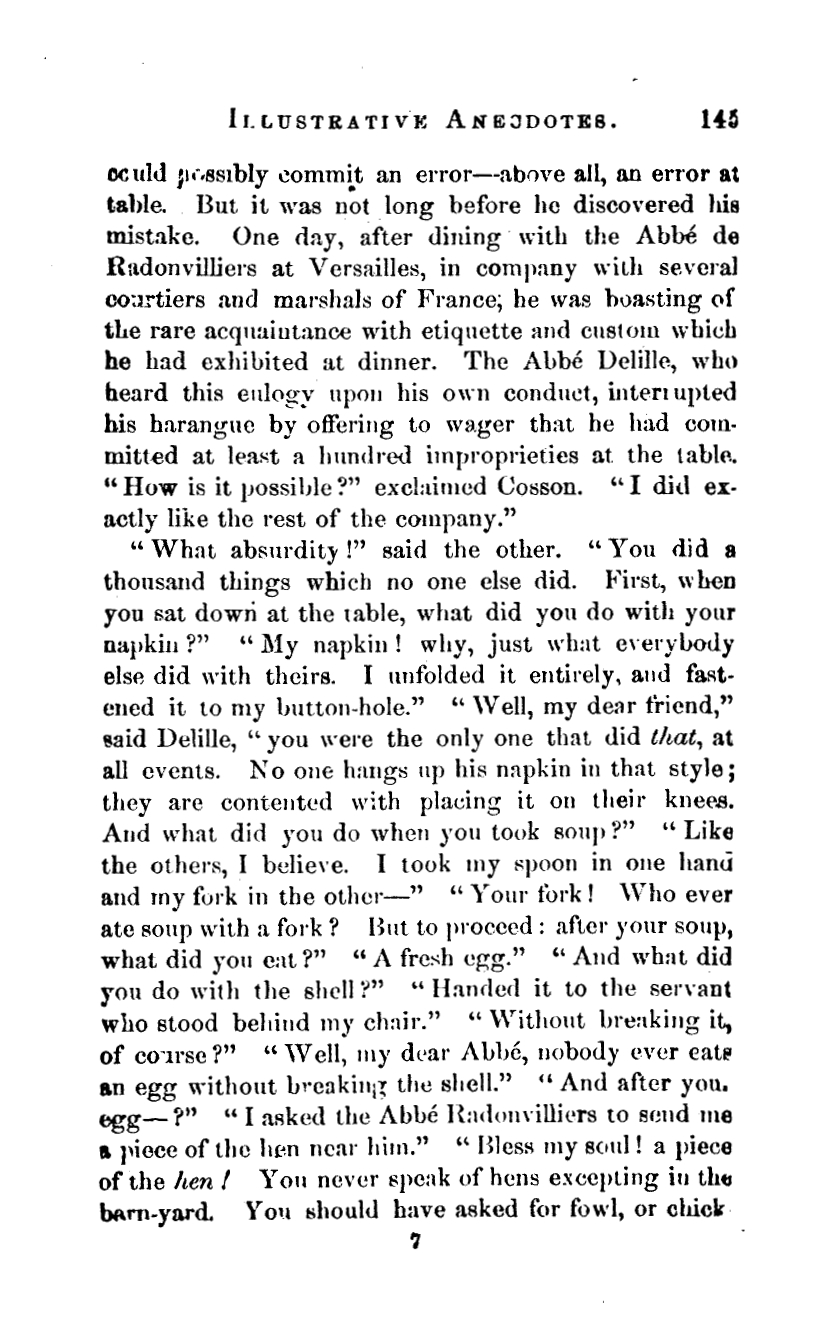 ILLUSTRATIVE ANECDOTES. 145
could possibly commit an error—above all, an error at
table. But it was not long before he discovered his
mistake. One day, after dining with the Abbé de
Radonvilliers at Versailles, in company with several
courtiers and marshals of France; he was boasting of
the rare acquaintance with etiquette and custom which
he had exhibited at dinner. The Abbé Delille, who
heard this eulogy upon his own conduct, interrupted
his harangue by offering to wager that he had com-
mitted at least a hundred improprieties at the table.
“How is it possible?” exclaimed Cosson. “I did ex-
actly like the rest of the company.”
“What absurdity!” said the other. “You did a
thousand things which no one else did. First, when
you sat down at the table, what did you do with your
napkin?” “My napkin! why, just what everybody
else did with theirs. I unfolded it entirely, and fast-
ened it to my button-hole.” “Well, my dear friend,”
said Delille, “you were the only one that did that, at
all events. No one hangs up his napkin in that style;
they are contented with placing it on their knees.
And what did you do when you took soup?” “Like
the others, I believe. I took my spoon in one hand
and my fork in the other—” “Your fork! Who ever
ate soup with a fork? But to proceed: after your soup,
what did you eat?” “A fresh egg.” “And what did
you do with the shell?” “Handed it to the servant
who stood behind my chair.” “Without breaking it,
of course?” “Well, my dear Abbé, nobody ever eats
an egg without breaking the shell.” “And after you.
egg—?” “I asked the Abbé Radonvilliers to send me
a piece of the hen near him.” “Bless my soul! a piece
of the hen! You never speak of hens excepting in the
barn-yard. You should have asked for fowl, or chick
7